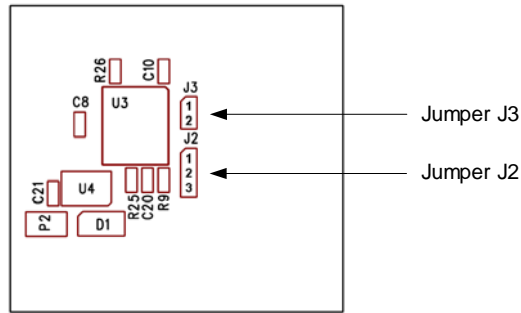 R26
C10
J3
C8
U3
1
2
Jumper J3
J2
1
2
3
Jumper J2
C21
U4
R25
C20
R9
P2
D1